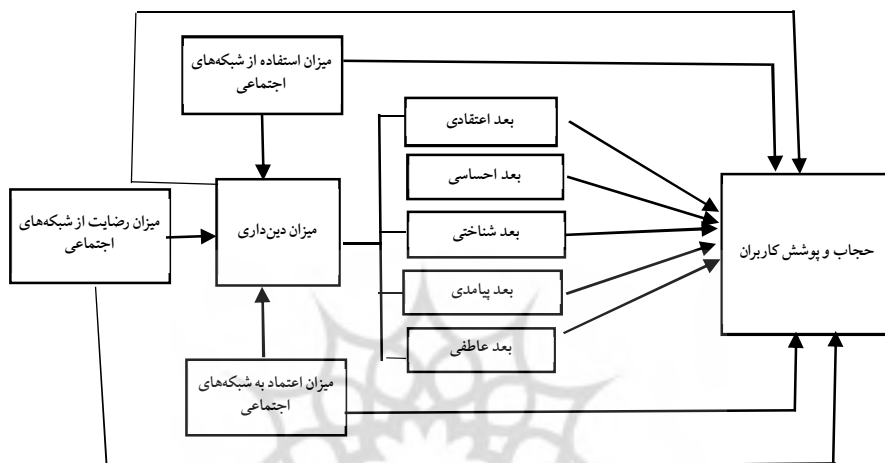 میزان استفاده از شبکه‌های
اجتماعی
بعد اعتقادی
بعد احساسی
میزان رضایت از شبکه‌های
اجتماعی
میزان دین‌داری
بعد شناختی
حجاب و پوشش کاربران
بعد پیامدی
بعد عاطفی
میزان اعتماد به شبکه‌های
اجتماعی